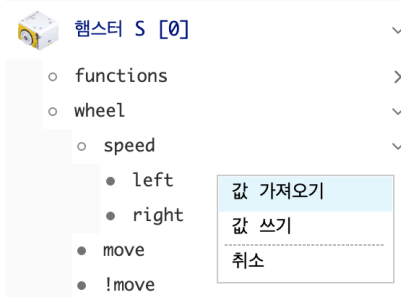 햄스터 S [0]
functions
wheel
speed
left
right
move
!move
값 가져오기
값 쓰기
취소